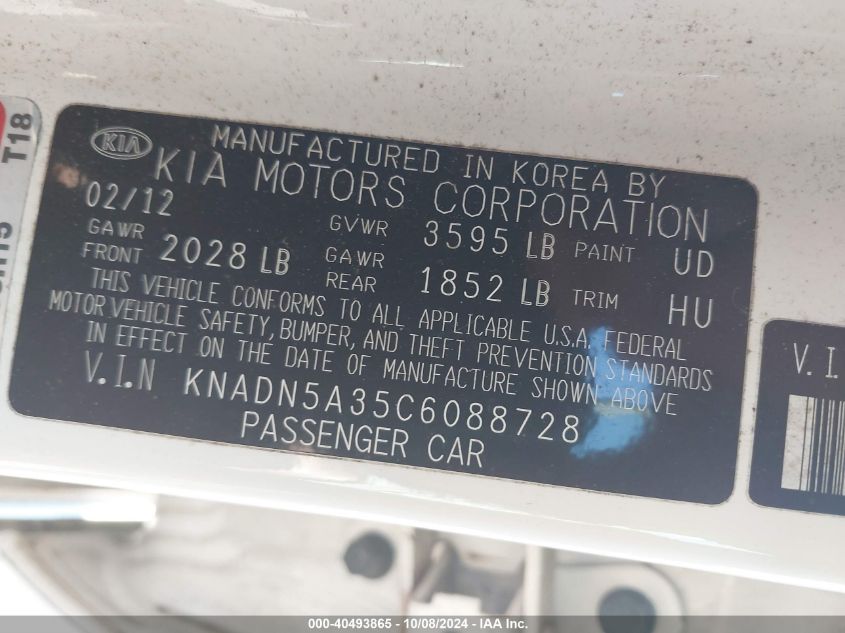 T18
KIA
MANUFACTURED IN KOREA BY
KIA MOTORS CORPORATION
02/12 GVWR 3595 LB PAINT UD
GAWR FRONT 2028 LB GAWR REAR 1852 LB TRIM HU
THIS VEHICLE CONFORMS TO ALL APPLICABLE U.S.A. FEDERAL
MOTOR VEHICLE SAFETY, BUMPER, AND THEFT PREVENTION STANDARDS
IN EFFECT ON THE DATE OF MANUFACTURE SHOWN ABOVE
V.I.N KNADN5A35C6088728
PASSENGER CAR
V.I
000-40493865 - 10/08/2024 - IAA Inc.